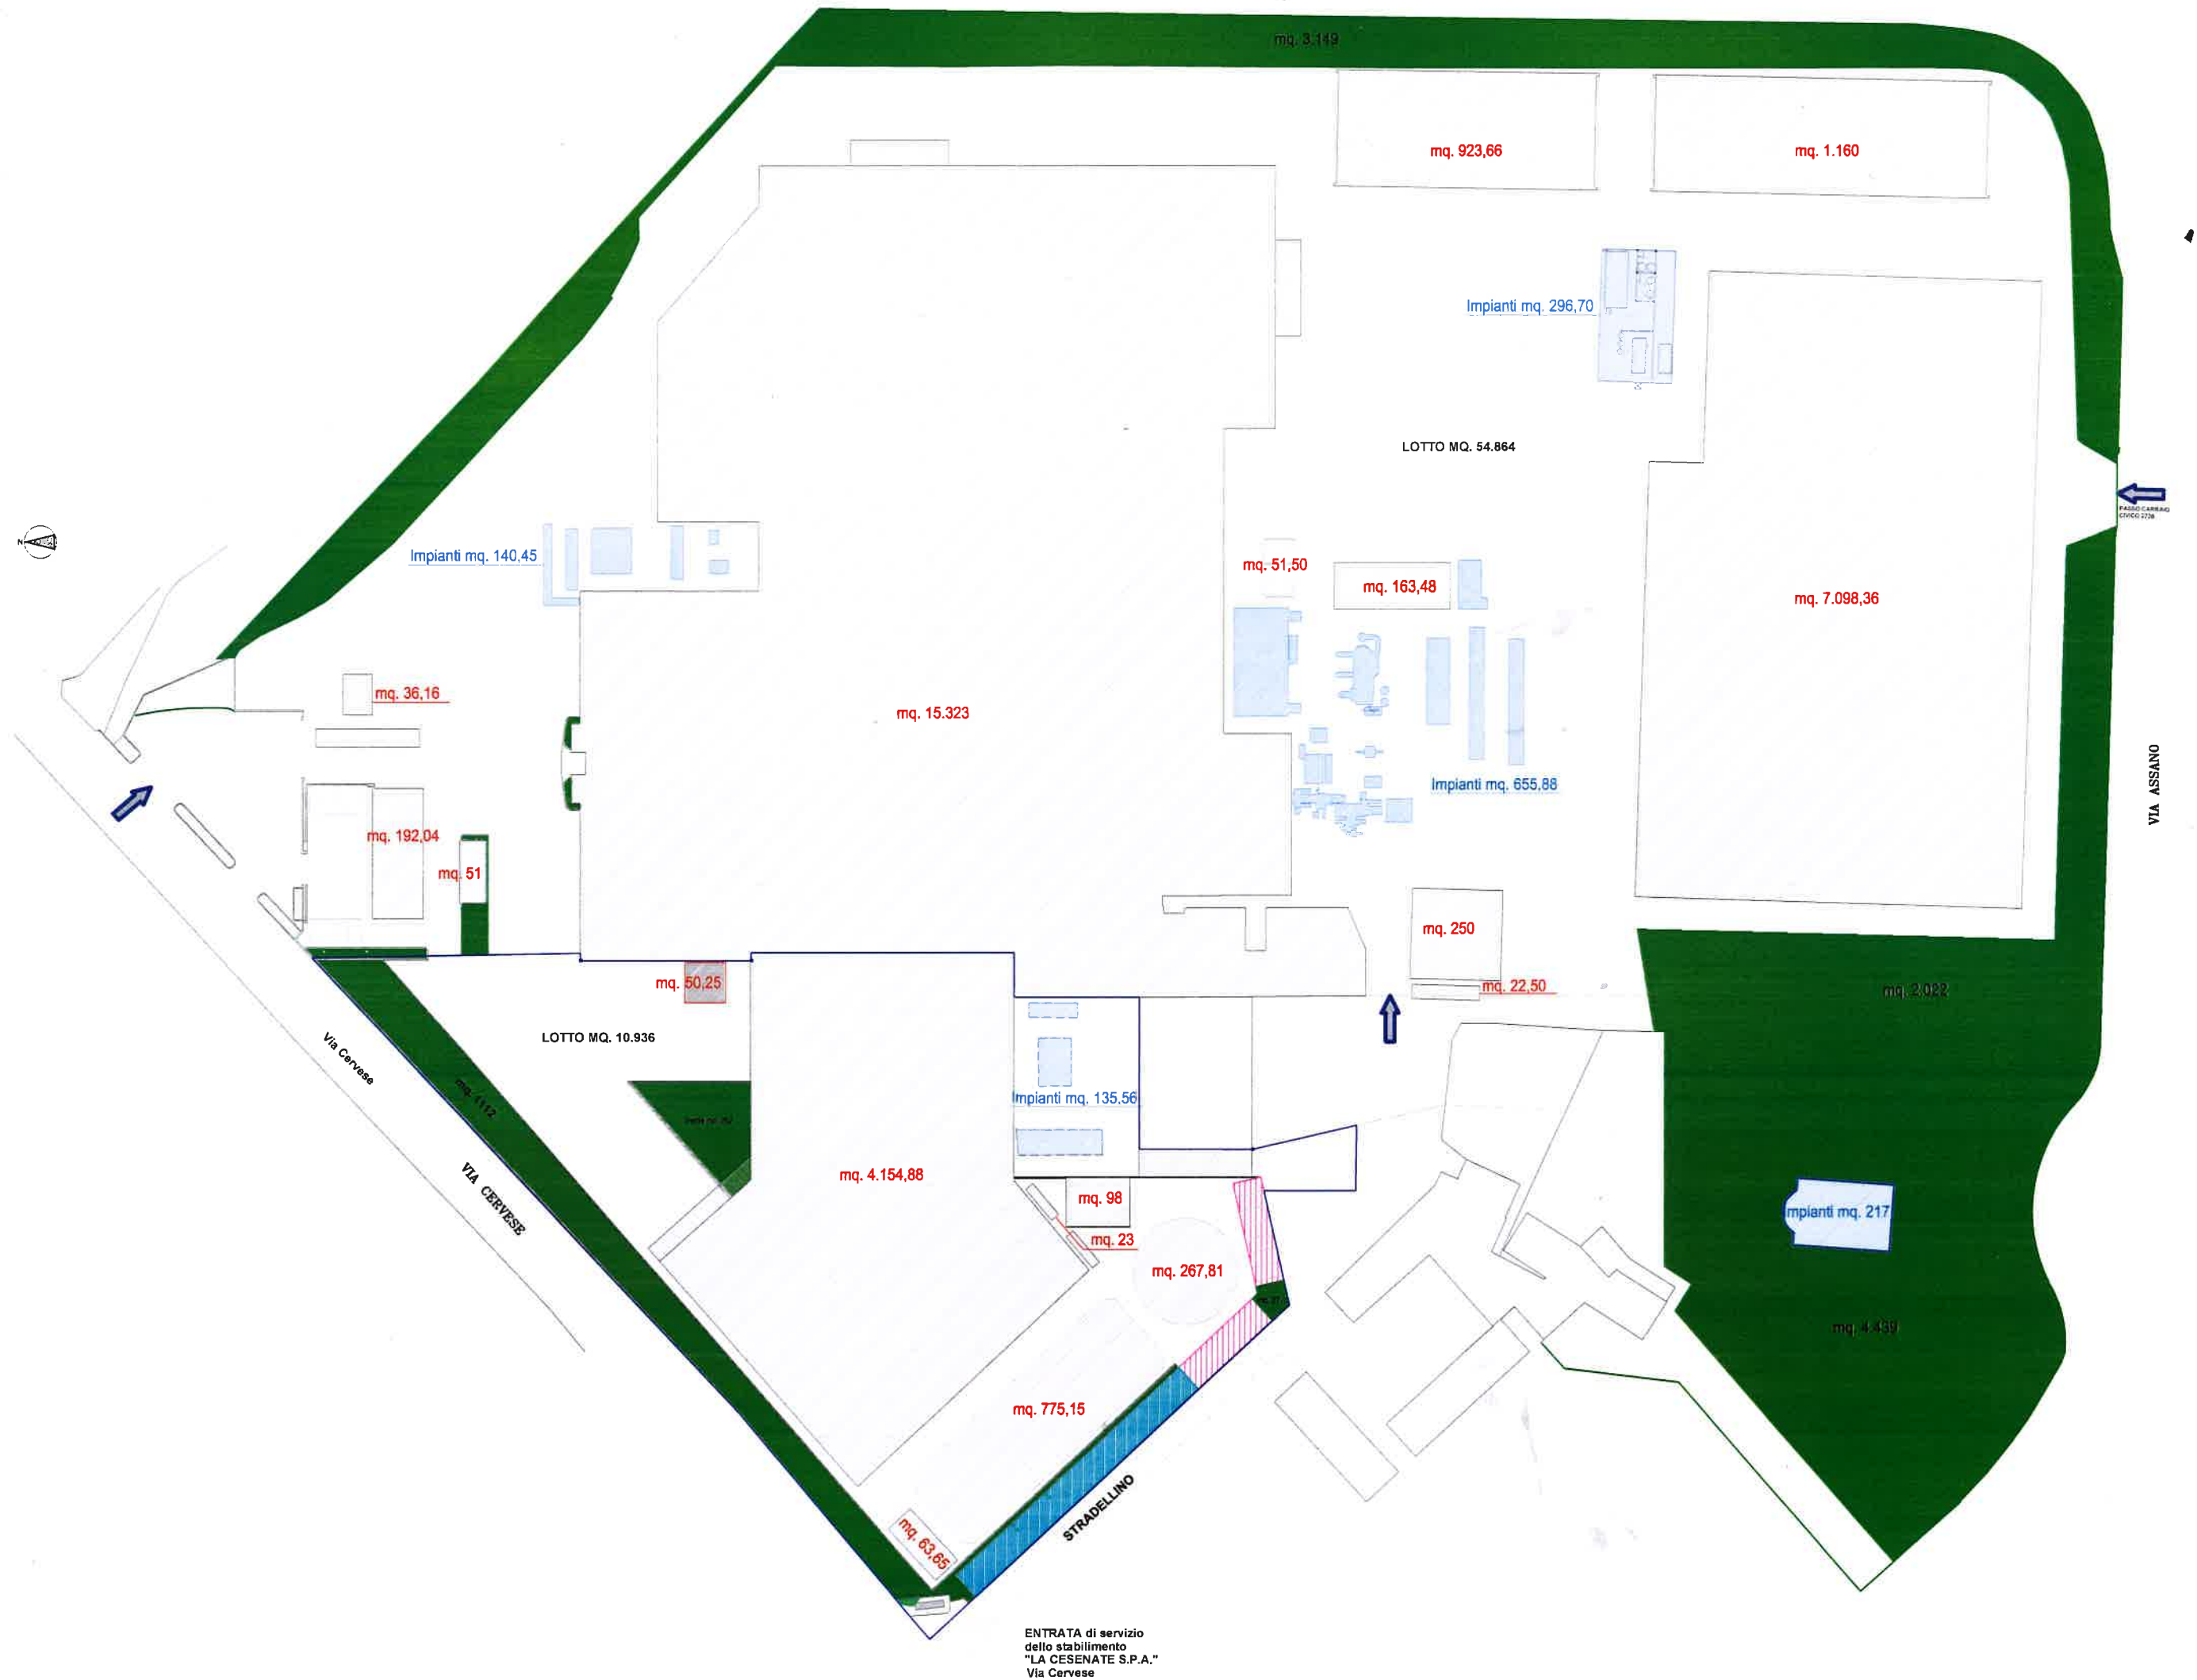 mq. 3.149
mq. 923,66
mq. 1.160
Impianti mq. 296,70
LOTTO MQ. 54.864
PASSO CARRAIO
N
Impianti mq. 140,45
mq. 51,50
mq. 163,48
mq. 7.098,36
mq. 36,16
mq. 15.323
Impianti mq. 655,88
VIA ASSANO
mq. 192,04
mq. 51
mq. 250
mq. 50,25
mq. 22,50
mq. 2.022
LOTTO MQ. 10.936
Via Cervese
mq. 1112
Impianti mq. 135,56
mq. 4.154,88
VIA CERVESE
mq. 98
mq. 23
mq. 267,81
Impianti mq. 217
mq. 4.439
mq. 775,15
STRADELLINO
mq. 63,65
ENTRATA di servizio
dello stabilimento
"LA CESENATE S.P.A."
Via Cervese